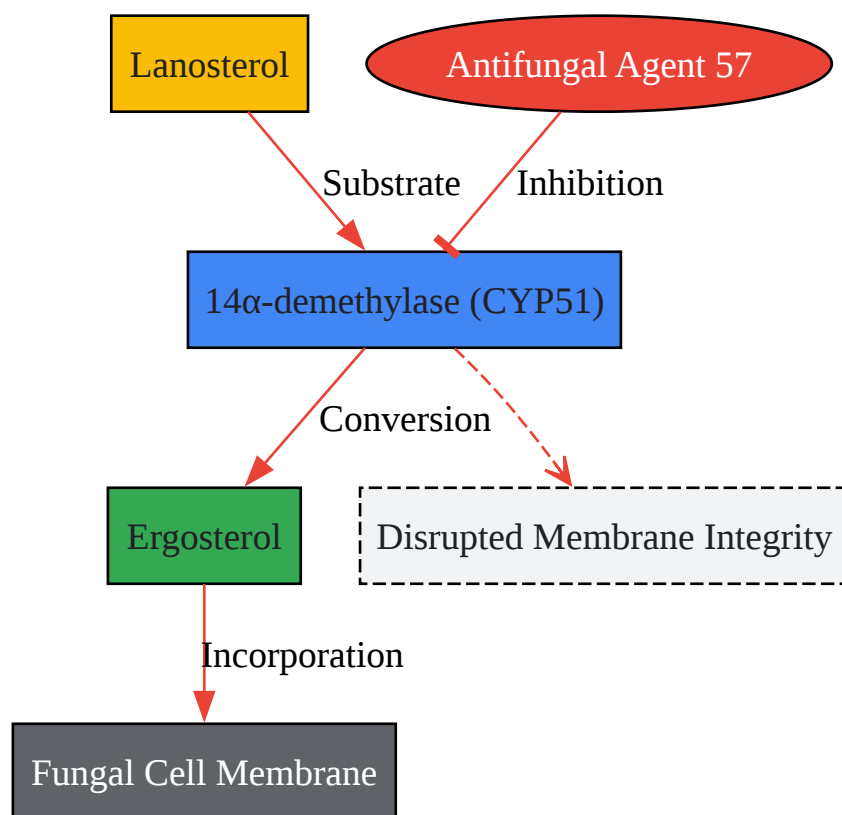 Lanosterol
Antifungal Agent 57
Substrate
Inhibition
14α-demethylase (CYP51)
Conversion
Ergosterol
Disrupted Membrane Integrity
Incorporation
Fungal Cell Membrane